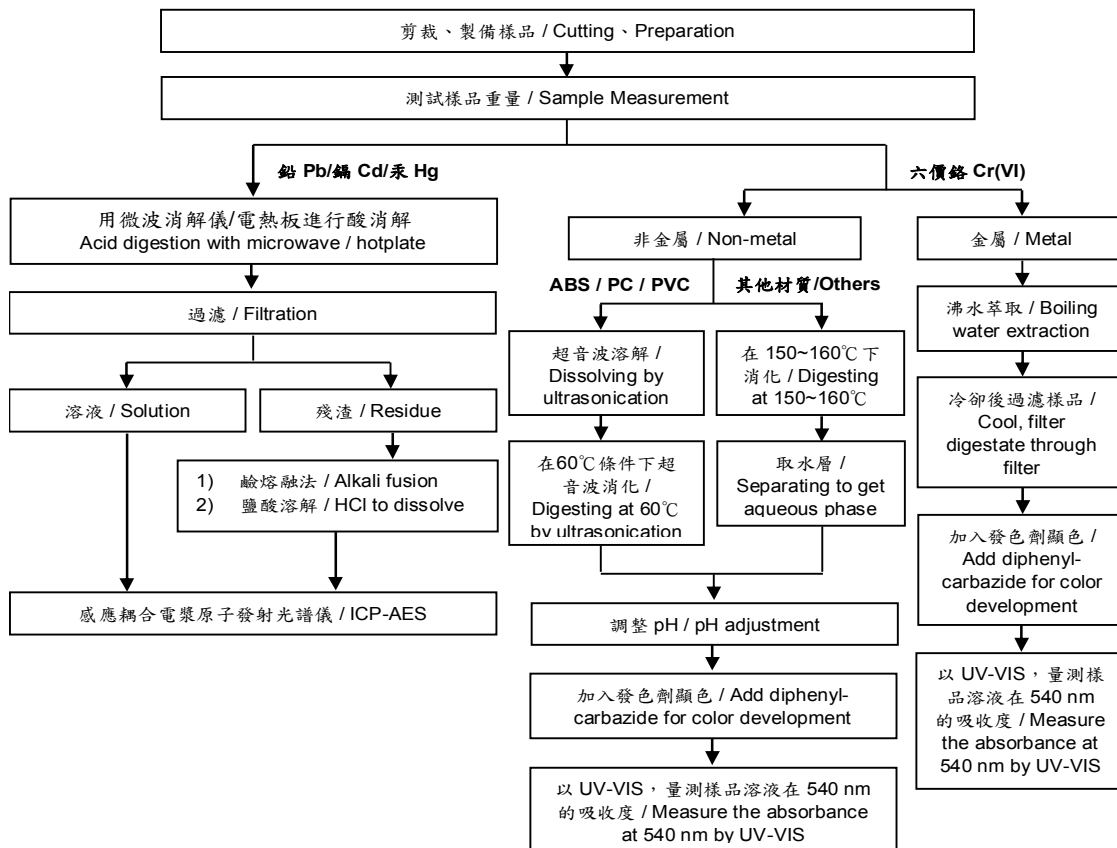 剪裁、製備樣品 / Cutting、Preparation
測試樣品重量 / Sample Measurement
鉛 Pb/鎘 Cd/汞 Hg
六價鉻 Cr(VI)
用微波消解儀/電熱板進行酸消解
Acid digestion with microwave / hotplate
過濾 / Filtration
溶液 / Solution
殘渣 / Residue
1) 鹼熔融法 / Alkali fusion
2) 鹽酸溶解 / HCl to dissolve
感應耦合電漿原子發射光譜儀 / ICP-AES
非金屬 / Non-metal
ABS / PC / PVC
其他材質/Others
超音波溶解 /
Dissolving by
ultrasonication
在60℃條件下超
音波消化 /
Digesting at 60℃
by ultrasonication
在 150~160℃ 下
消化 / Digesting
at 150~160℃
取水層 /
Separating to get
aqueous phase
調整 pH / pH adjustment
加入發色劑顯色 / Add diphenyl-
carbazide for color development
以 UV-VIS，量測樣品溶液在 540 nm
的吸收度 / Measure the absorbance
at 540 nm by UV-VIS
金屬 / Metal
沸水萃取 / Boiling
water extraction
冷卻後過濾樣品 /
Cool, filter
digestate through
filter
加入發色劑顯色 /
Add diphenyl-
carbazide for color
development
以 UV-VIS，量測樣
品溶液在 540 nm
的吸收度 / Measure
the absorbance at
540 nm by UV-VIS